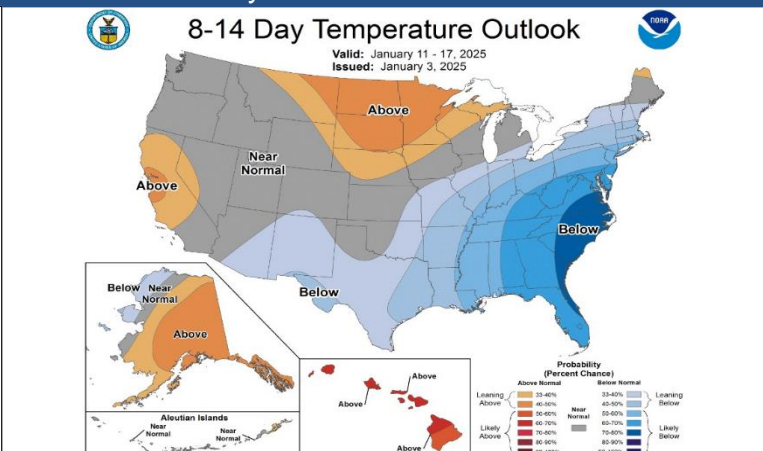 8-14 Day Temperature Outlook
Valid: January 11 - 17, 2025
Issued: January 3, 2025
NOAA
Above
Near
Normal
Above
Below
Below
Below
Near
Normal
Above
Aleutian Islands
Near
Normal
Near
Normal
Above
Above
Above
Probability
(Percent Chance)
Above Normal
Below Normal
Leaning
Above
33-40%
40-50%
Likely
Above
50-60%
60-70%
70-80%
80-90%
Near
Normal
33-40%
40-50%
Leaning
Below
50-60%
60-70%
70-80%
80-90%
Likely
Below